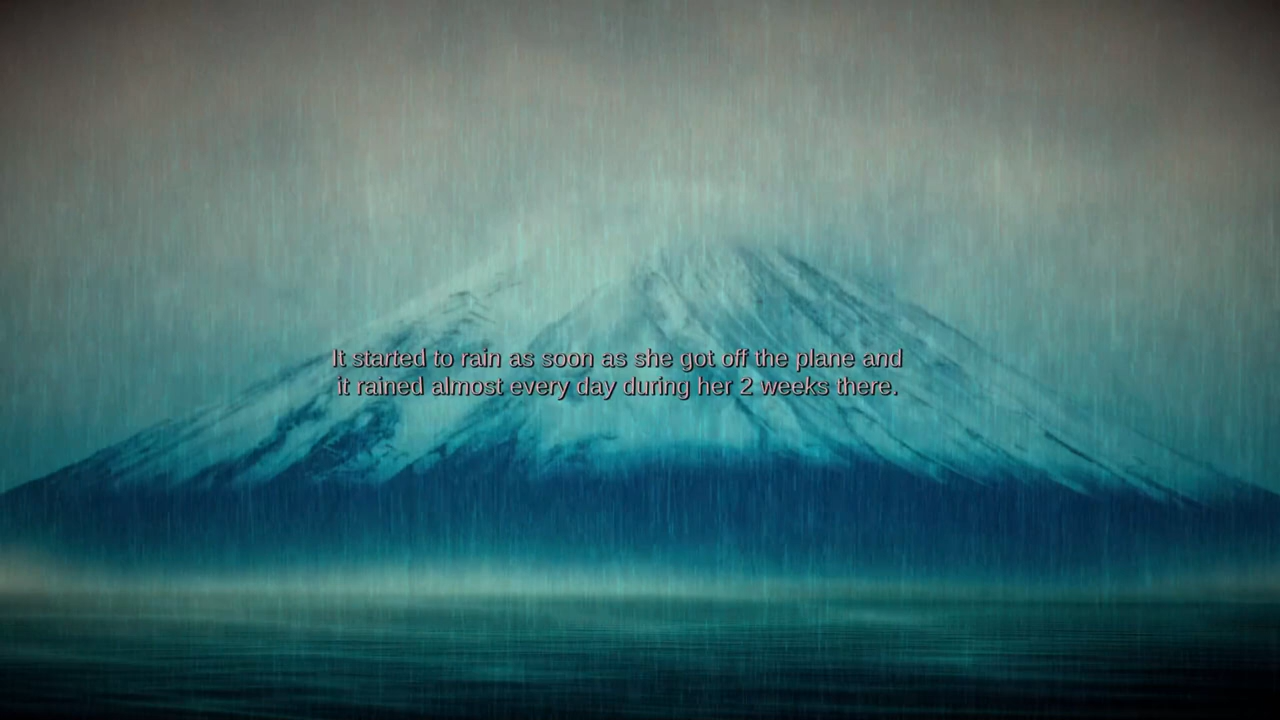 It started to rain as soon as she got off the plane and
it rained almost every day during her 2 weeks there.